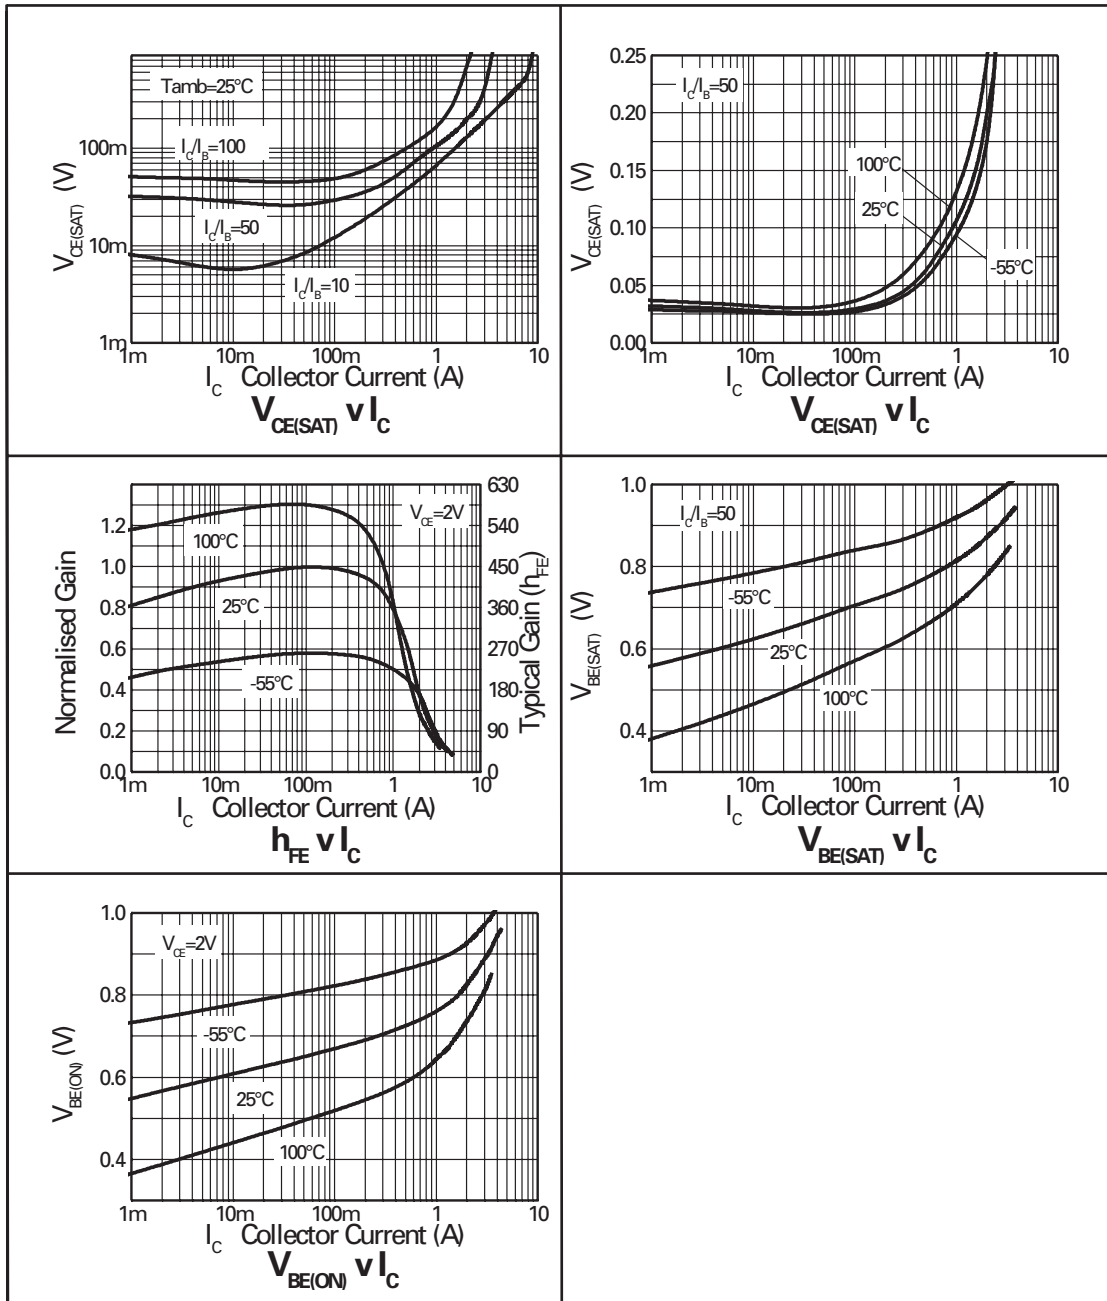 Tamb=25°C
I_C/I_B=100
I_C/I_B=50
I_C/I_B=10
100m
10m
1m
V_CE(SAT) (V)
1m 10m 100m 1 10
I_C Collector Current (A)
V_CE(SAT) v I_C
I_C/I_B=50
100°C
25°C
-55°C
0.25
0.20
0.15
0.10
0.05
0.00
V_CE(SAT) (V)
1m 10m 100m 1 10
I_C Collector Current (A)
V_CE(SAT) v I_C
V_CE=2V
100°C
25°C
-55°C
1.2
1.0
0.8
0.6
0.4
0.2
0.0
Normalised Gain
630
540
450
360
270
180
90
0
Typical Gain (h_FE)
1m 10m 100m 1 10
I_C Collector Current (A)
h_FE v I_C
I_C/I_B=50
-55°C
25°C
100°C
1.0
0.8
0.6
0.4
V_BE(SAT) (V)
1m 10m 100m 1 10
I_C Collector Current (A)
V_BE(SAT) v I_C
V_CE=2V
-55°C
25°C
100°C
1.0
0.8
0.6
0.4
V_BE(ON) (V)
1m 10m 100m 1 10
I_C Collector Current (A)
V_BE(ON) v I_C